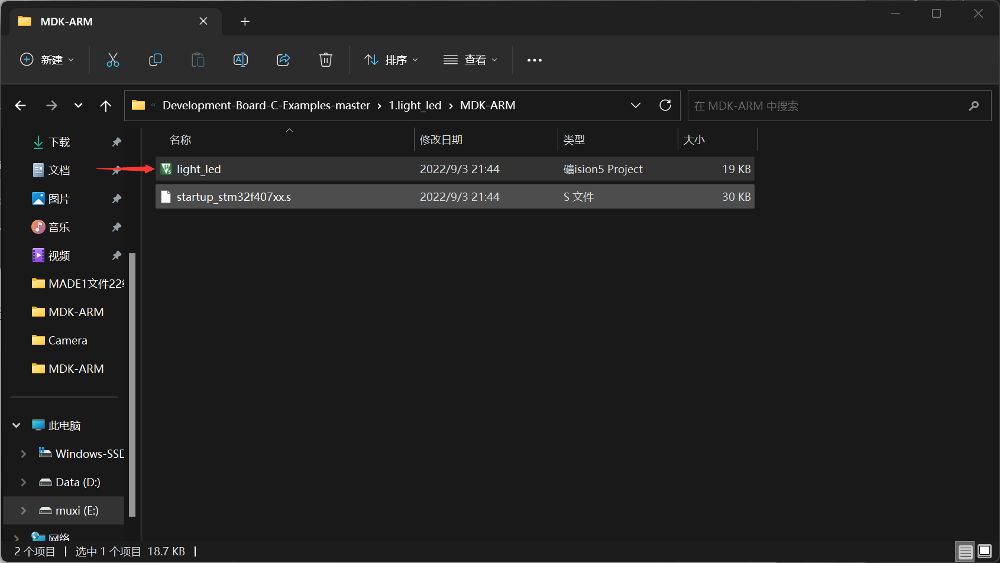 MDK-ARM
新建
排序
查看
Development-Board-C-Examples-master
1.light_led
MDK-ARM
在 MDK-ARM 中搜索
名称
修改日期
类型
大小
light_led
2022/9/3 21:44
礦ision5 Project
19 KB
startup_stm32f407xx.s
2022/9/3 21:44
S 文件
30 KB
下载
文档
图片
音乐
视频
MADE1文件22
MDK-ARM
Camera
MDK-ARM
此电脑
Windows-SSD
Data (D:)
muxi (E:)
网络
2 个项目
选中 1 个项目 18.7 KB